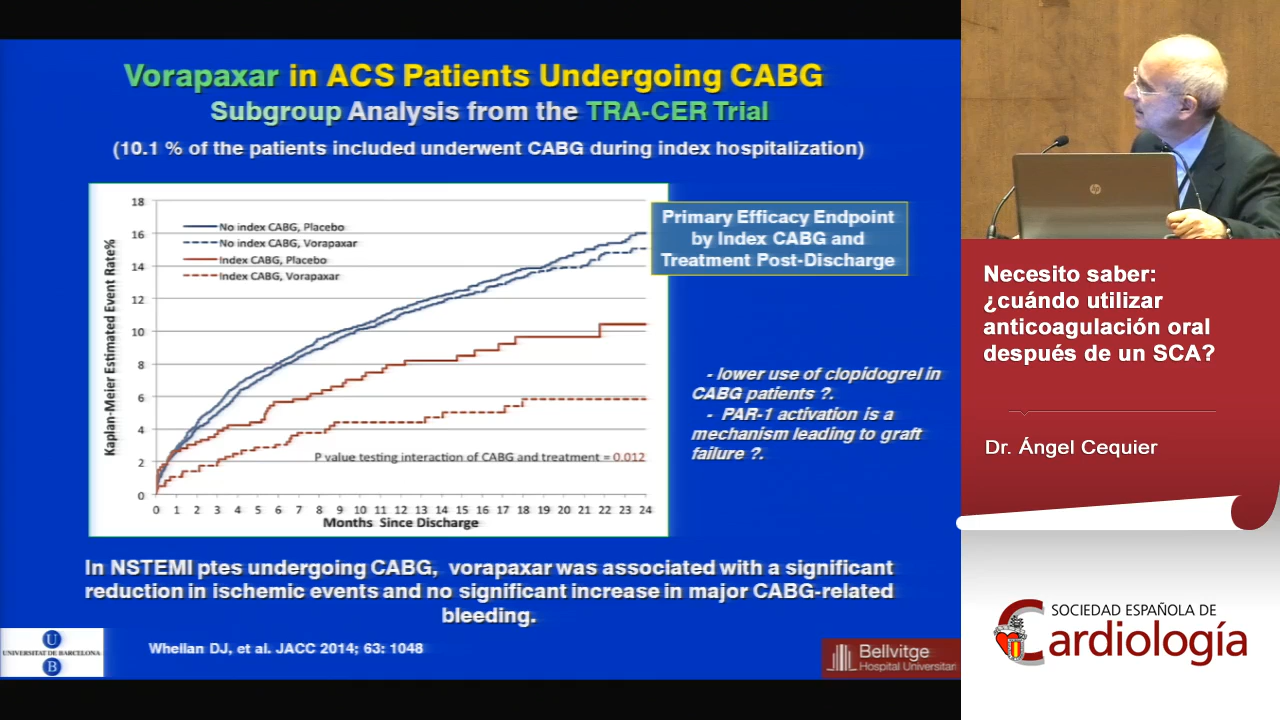 Vorapaxar in ACS Patients Undergoing CABG
Subgroup Analysis from the TRA-CER Trial
(10.1 % of the patients included underwent CABG during index hospitalization)
Kaplan-Meier Estimated Event Rate%
18
16
14
12
10
8
6
4
2
0
No index CABG, Placebo
No index CABG, Vorapaxar
Index CABG, Placebo
Index CABG, Vorapaxar
P value testing interaction of CABG and treatment = 0.012
0 1 2 3 4 5 6 7 8 9 10 11 12 13 14 15 16 17 18 19 20 21 22 23 24
Months Since Discharge
Primary Efficacy Endpoint
by Index CABG and
Treatment Post-Discharge
- lower use of clopidogrel in
CABG patients ?.
- PAR-1 activation is a
mechanism leading to graft
failure ?.
In NSTEMI ptes undergoing CABG, vorapaxar was associated with a significant
reduction in ischemic events and no significant increase in major CABG-related
bleeding.
U
UNIVERSITAT DE BARCELONA
B
Whellan DJ, et al. JACC 2014; 63: 1048
Bellvitge
Hospital Universitari
hp
Necesito saber:
¿cuándo utilizar
anticoagulación oral
después de un SCA?
Dr. Ángel Cequier
SOCIEDAD ESPAÑOLA DE
Cardiología